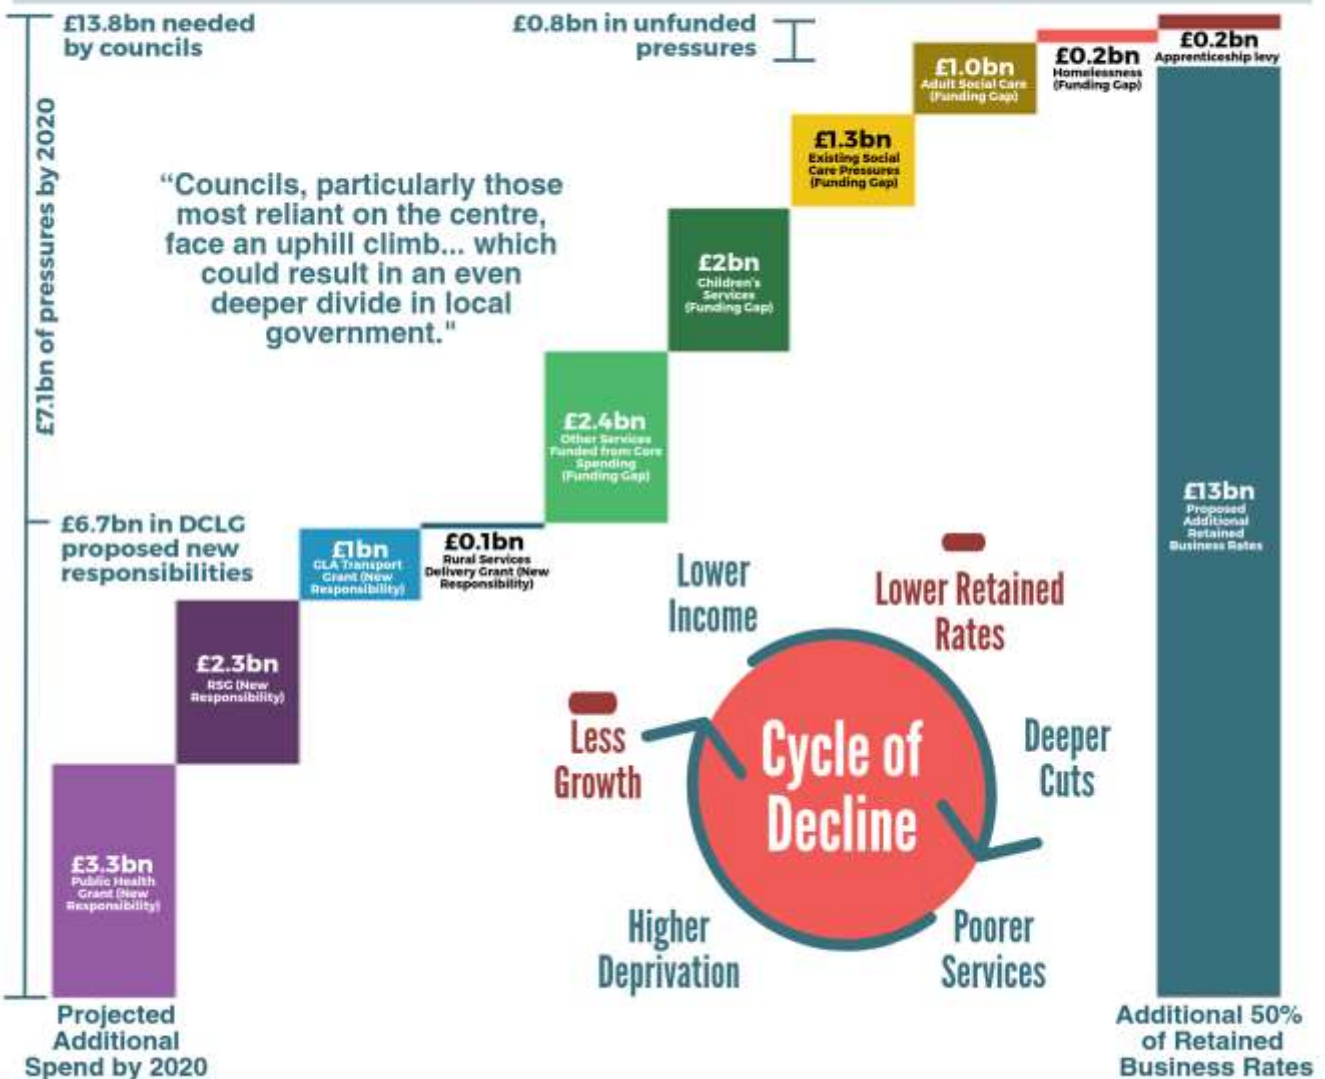 £13.8bn needed
by councils
£0.8bn in unfunded
pressures
£7.1bn of pressures by 2020
"Councils, particularly those
most reliant on the centre,
face an uphill climb... which
could result in an even
deeper divide in local
government."
£6.7bn in DCLG
proposed new
responsibilities
£3.3bn
Public Health
Grant (New
Responsibility)
£2.3bn
RSG (New
Responsibility)
£1bn
GLA Transport
Grant (New
Responsibility)
£0.1bn
Rural Services
Delivery Grant (New
Responsibility)
£2.4bn
Other Services
Funded from Core
Spending
(Funding Gap)
£2bn
Children's
Services
(Funding Gap)
£1.3bn
Existing Social
Care Pressures
(Funding Gap)
£1.0bn
Adult Social Care
(Funding Gap)
£0.2bn
Homelessness
(Funding Gap)
£0.2bn
Apprenticeship levy
£13bn
Proposed
Additional
Retained
Business Rates
Lower
Income
Lower Retained
Rates
Less
Growth
Cycle of
Decline
Deeper
Cuts
Higher
Deprivation
Poorer
Services
Projected
Additional
Spend by 2020
Additional 50%
of Retained
Business Rates